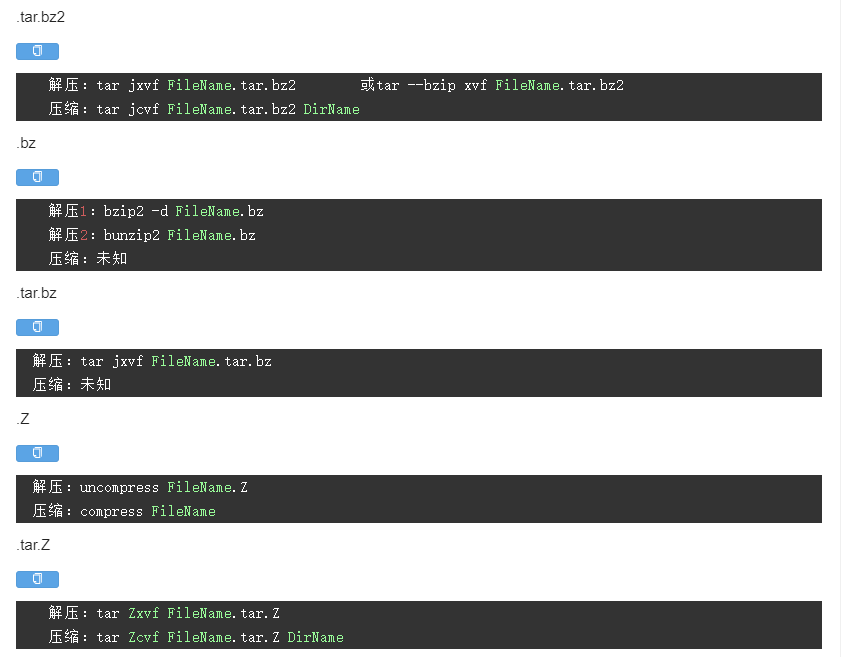 .tar.bz2
解压：tar jxvf FileName.tar.bz2        或tar --bzip xvf FileName.tar.bz2
压缩：tar jcvf FileName.tar.bz2 DirName
.bz
解压1：bzip2 -d FileName.bz
解压2：bunzip2 FileName.bz
压缩：未知
.tar.bz
解压：tar jxvf FileName.tar.bz
压缩：未知
.Z
解压：uncompress FileName.Z
压缩：compress FileName
.tar.Z
解压：tar Zxvf FileName.tar.Z
压缩：tar Zcvf FileName.tar.Z DirName